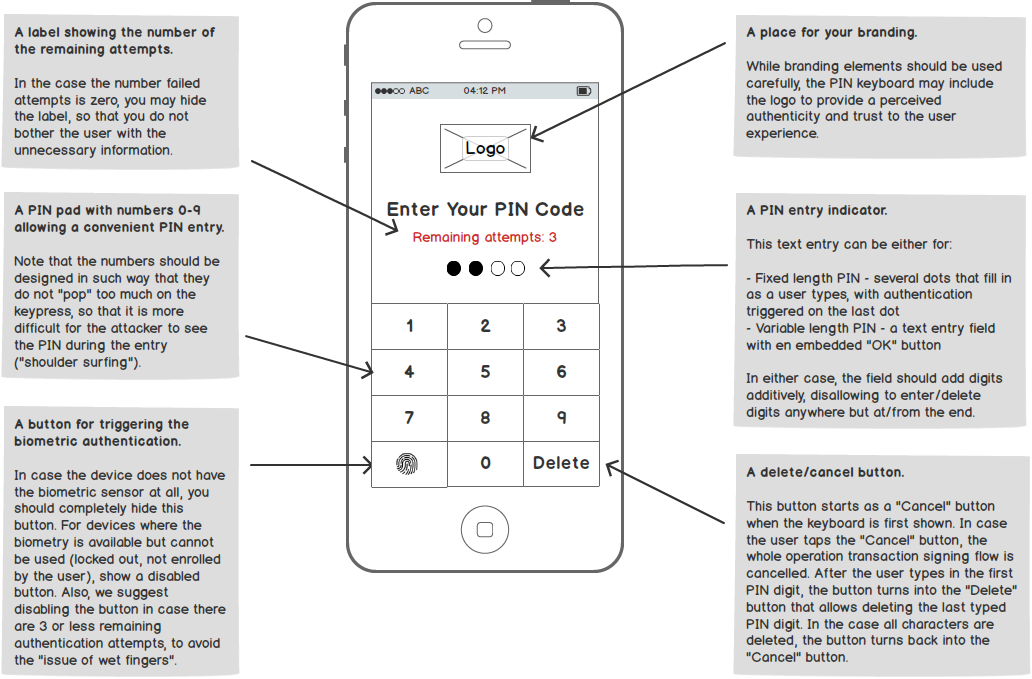 A label showing the number of
the remaining attempts.
In the case the number failed
attempts is zero, you may hide
the label, so that you do not
bother the user with the
unnecessary information.
A PIN pad with numbers 0-9
allowing a convenient PIN entry.
Note that the numbers should be
designed in such way that they
do not "pop" too much on the
keypress, so that it is more
difficult for the attacker to see
the PIN during the entry
("shoulder surfing").
A button for triggering the
biometric authentication.
In case the device does not have
the biometric sensor at all, you
should completely hide this
button. For devices where the
biometry is available but cannot
be used (locked out, not enrolled
by the user), show a disabled
button. Also, we suggest
disabling the button in case there
are 3 or less remaining
authentication attempts, to avoid
the "issue of wet fingers".
ABC 04:12 PM
Logo
Enter Your PIN Code
Remaining attempts: 3
1 2 3
4 5 6
7 8 9
0 Delete
A place for your branding.
While branding elements should be used
carefully, the PIN keyboard may include
the logo to provide a perceived
authenticity and trust to the user
experience.
A PIN entry indicator.
This text entry can be either for:
- Fixed length PIN - several dots that fill in
as a user types, with authentication
triggered on the last dot
- Variable length PIN - a text entry field
with en embedded "OK" button
In either case, the field should add digits
additively, disallowing to enter/delete
digits anywhere but at/from the end.
A delete/cancel button.
This button starts as a "Cancel" button
when the keyboard is first shown. In case
the user taps the "Cancel" button, the
whole operation transaction signing flow is
cancelled. After the user types in the first
PIN digit, the button turns into the "Delete"
button that allows deleting the last typed
PIN digit. In the case all characters are
deleted, the button turns back into the
"Cancel" button.